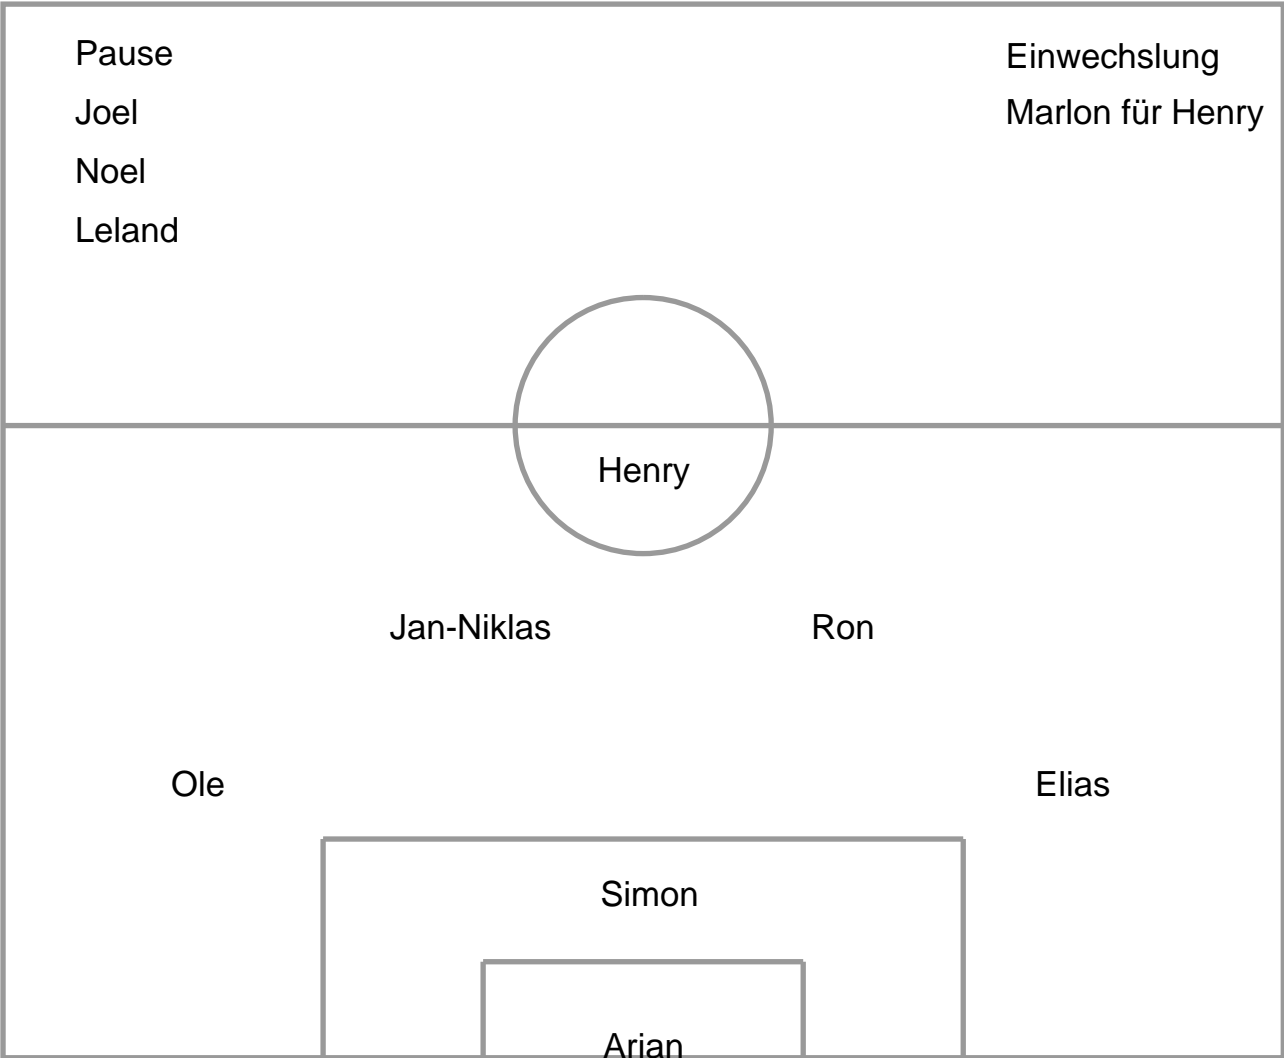 Pause
Joel
Noel
Leland
Einwechslung
Marlon für Henry
Henry
Jan-Niklas Ron
Ole Elias
Simon
Arian